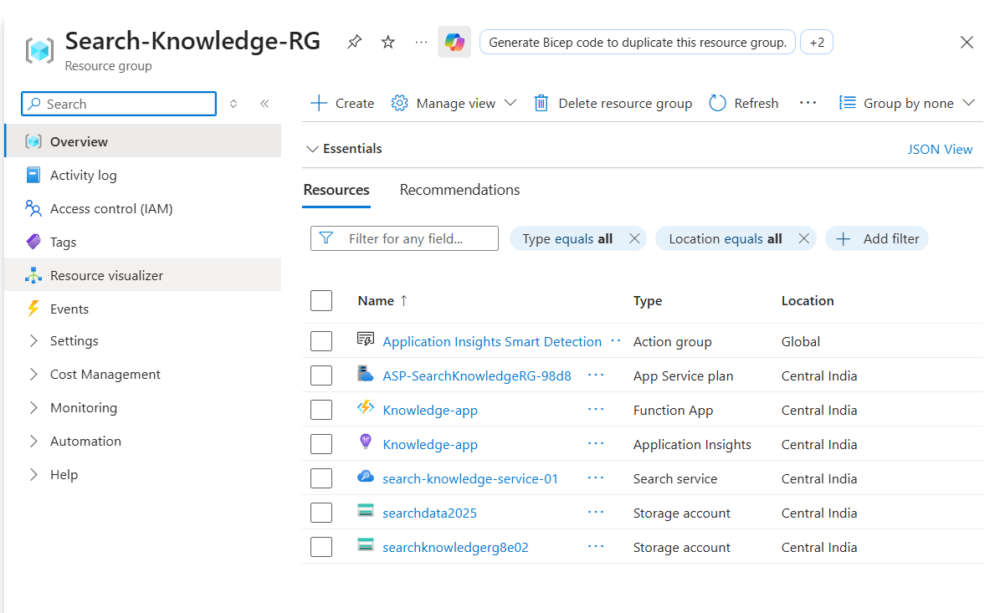 Search-Knowledge-RG
Generate Bicep code to duplicate this resource group.
+2
Resource group
Search
Overview
Activity log
Access control (IAM)
Tags
Resource visualizer
Events
Settings
Cost Management
Monitoring
Automation
Help
Create
Manage view
Delete resource group
Refresh
Group by none
Essentials
JSON View
Resources
Recommendations
Filter for any field...
Type equals all
Location equals all
Add filter
Name ↑ Type Location
Application Insights Smart Detection Action group Global
ASP-SearchKnowledgeRG-98d8 App Service plan Central India
Knowledge-app Function App Central India
Knowledge-app Application Insights Central India
search-knowledge-service-01 Search service Central India
searchdata2025 Storage account Central India
searchknowledgerg8e02 Storage account Central India